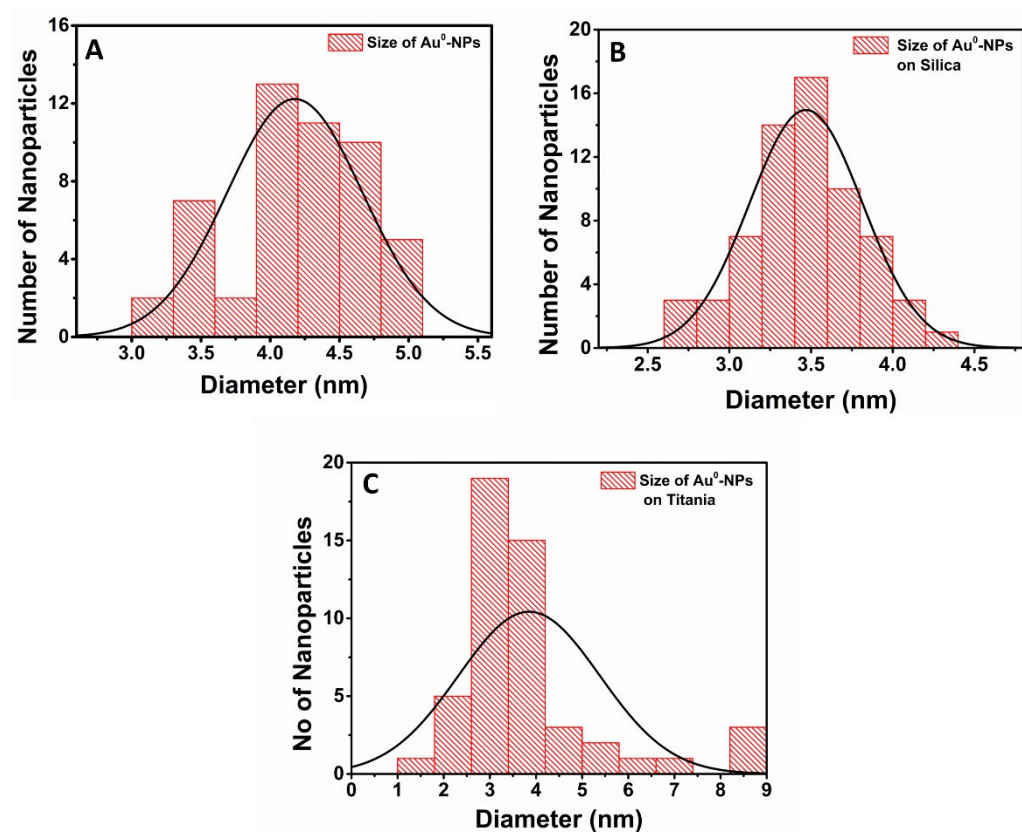 A
Size of Au⁰-NPs
Number of Nanoparticles
16
12
8
4
0
3.0 3.5 4.0 4.5 5.0 5.5
Diameter (nm)
B
Size of Au⁰-NPs
on Silica
Number of Nanoparticles
20
16
12
8
4
0
2.5 3.0 3.5 4.0 4.5
Diameter (nm)
C
Size of Au⁰-NPs
on Titania
No of Nanoparticles
20
15
10
5
0
0 1 2 3 4 5 6 7 8 9
Diameter (nm)